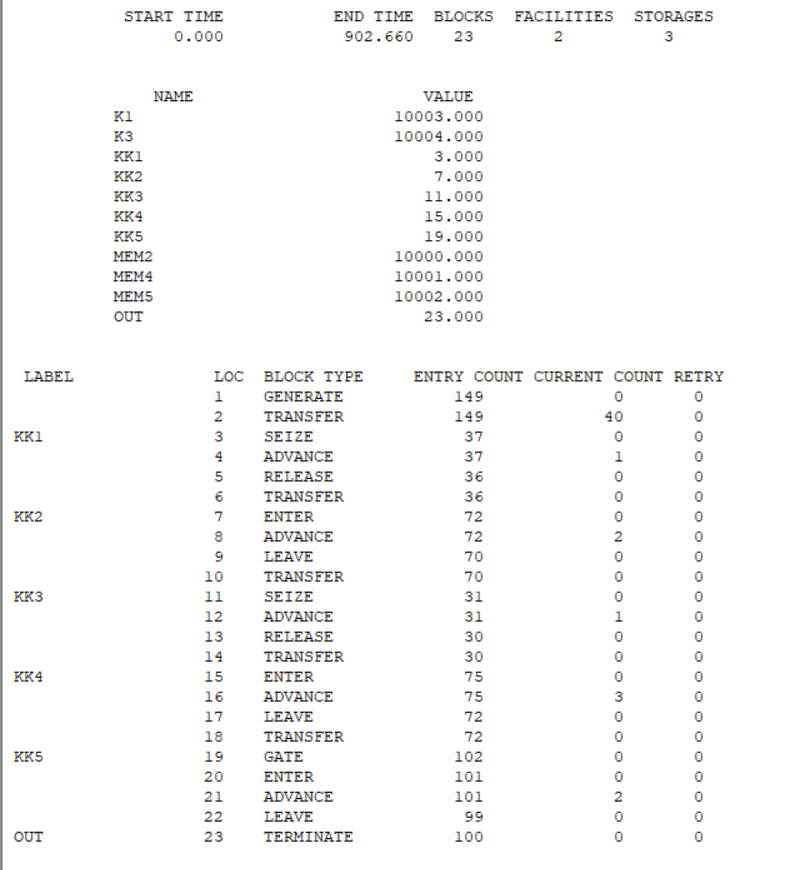 START TIME END TIME BLOCKS FACILITIES STORAGES
0.000 902.660 23 2 3
NAME VALUE
K1 10003.000
K3 10004.000
KK1 3.000
KK2 7.000
KK3 11.000
KK4 15.000
KK5 19.000
MEM2 10000.000
MEM4 10001.000
MEM5 10002.000
OUT 23.000
LABEL LOC BLOCK TYPE ENTRY COUNT CURRENT COUNT RETRY
1 GENERATE 149 0 0
2 TRANSFER 149 40 0
KK1 3 SEIZE 37 0 0
4 ADVANCE 37 1 0
5 RELEASE 36 0 0
6 TRANSFER 36 0 0
KK2 7 ENTER 72 0 0
8 ADVANCE 72 2 0
9 LEAVE 70 0 0
10 TRANSFER 70 0 0
KK3 11 SEIZE 31 0 0
12 ADVANCE 31 1 0
13 RELEASE 30 0 0
14 TRANSFER 30 0 0
KK4 15 ENTER 75 0 0
16 ADVANCE 75 3 0
17 LEAVE 72 0 0
18 TRANSFER 72 0 0
KK5 19 GATE 102 0 0
20 ENTER 101 0 0
21 ADVANCE 101 2 0
22 LEAVE 99 0 0
OUT 23 TERMINATE 100 0 0